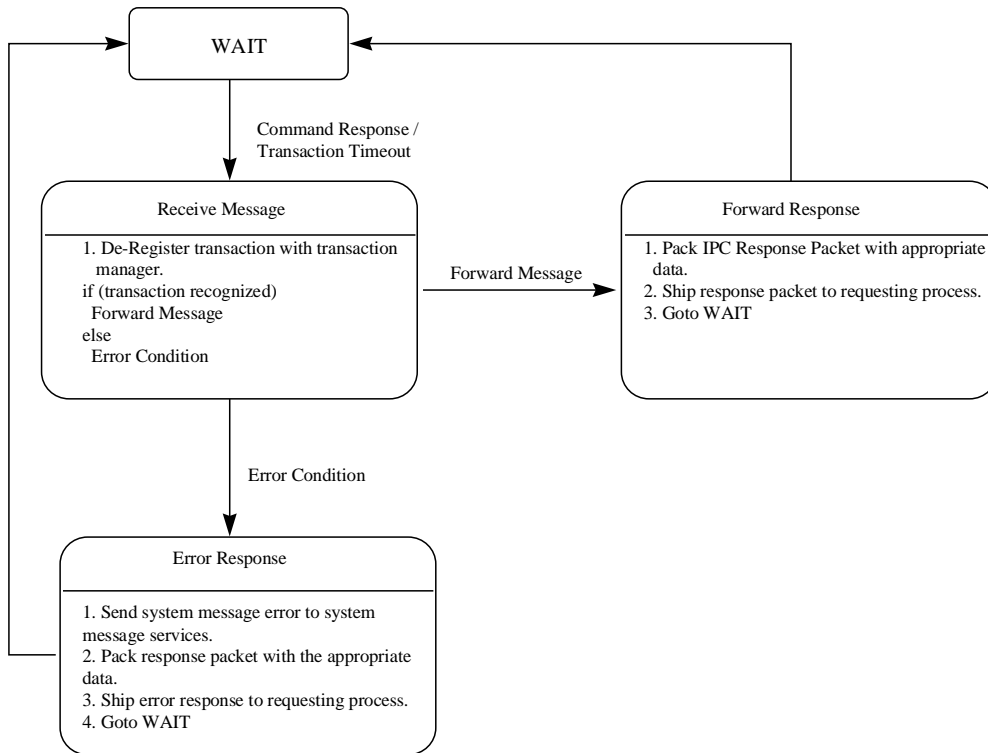 WAIT
Command Response /
Transaction Timeout
Receive Message
1. De-Register transaction with transaction
manager.
if (transaction recognized)
Forward Message
else
Error Condition
Forward Message
Forward Response
1. Pack IPC Response Packet with appropriate
data.
2. Ship response packet to requesting process.
3. Goto WAIT
Error Condition
Error Response
1. Send system message error to system
message services.
2. Pack response packet with the appropriate
data.
3. Ship error response to requesting process.
4. Goto WAIT